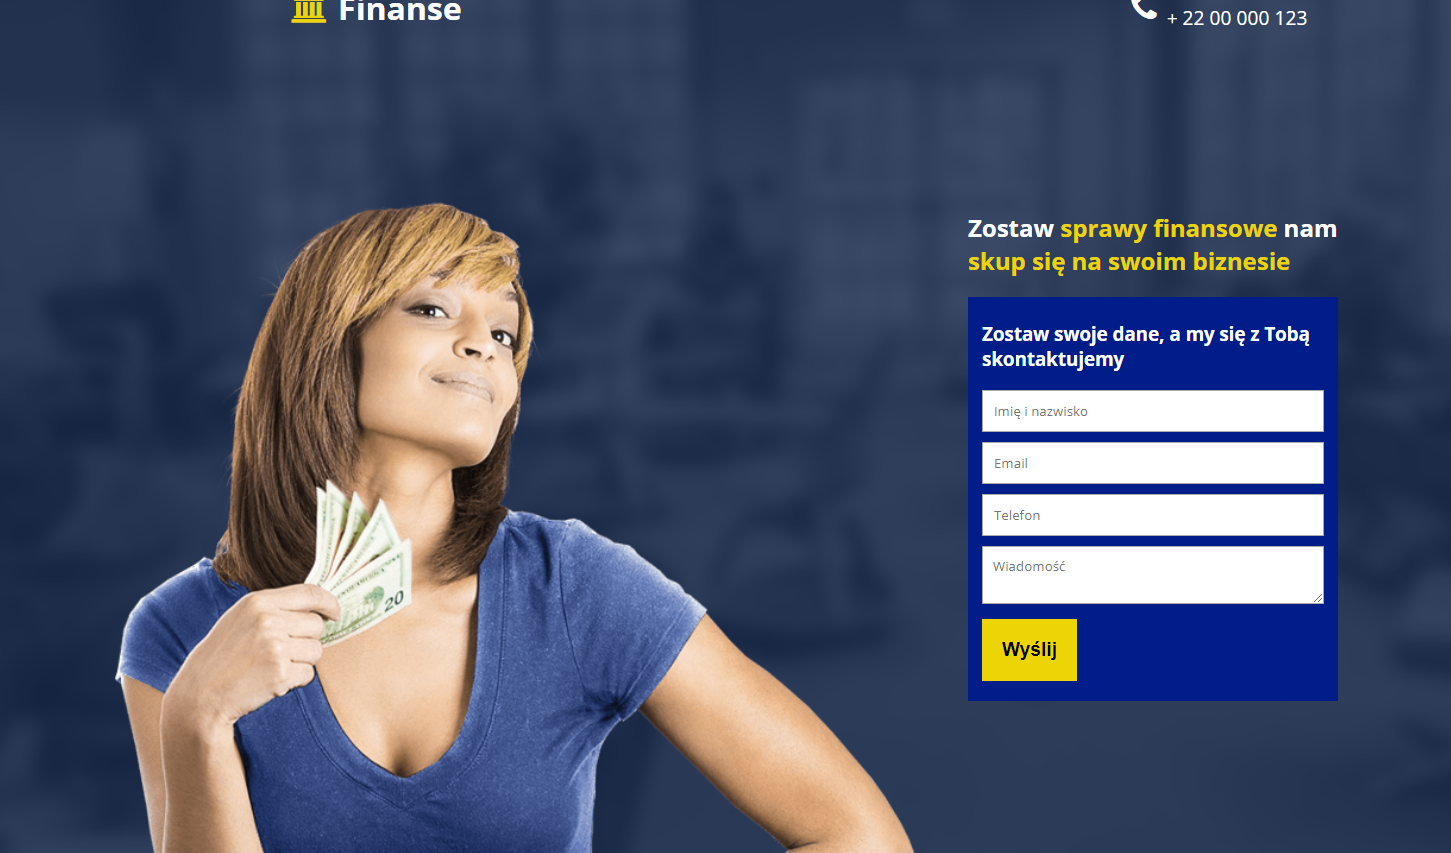 Finanse
+ 22 00 000 123
Zostaw sprawy finansowe nam
skup się na swoim biznesie
Zostaw swoje dane, a my się z Tobą
skontaktujemy
Imię i nazwisko
Email
Telefon
Wiadomość
Wyślij
20